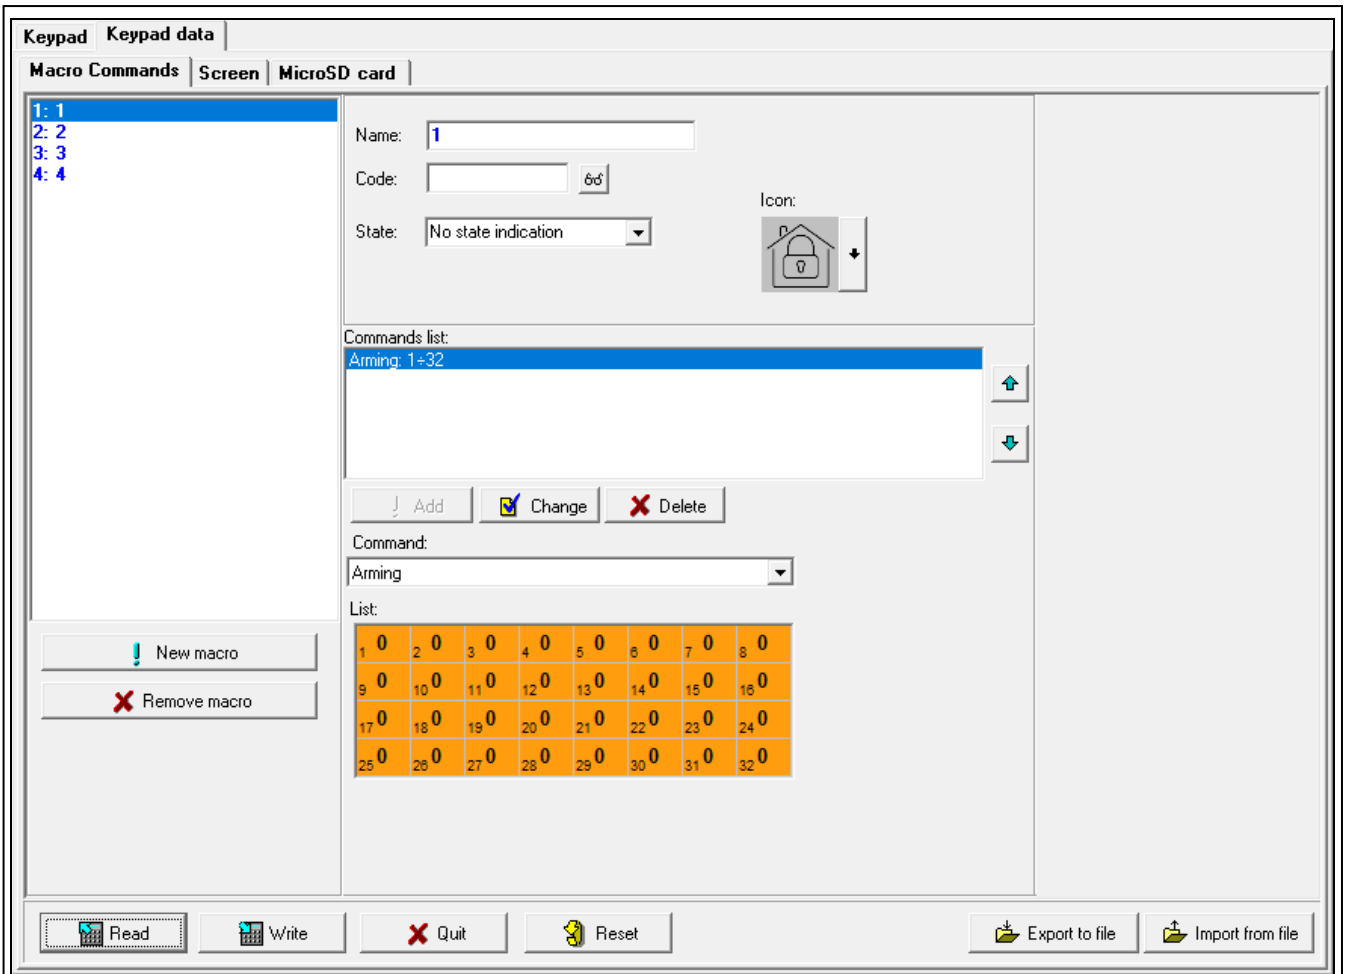 Keypad Keypad data
Macro Commands Screen MicroSD card
1: 1
2: 2
3: 3
4: 4
Name: 1
Code:
Icon:
State: No state indication
Commands list:
Arming: 1÷32
Add Change Delete
Command:
Arming
List:
1 0 2 0 3 0 4 0 5 0 6 0 7 0 8 0
9 0 10 0 11 0 12 0 13 0 14 0 15 0 16 0
17 0 18 0 19 0 20 0 21 0 22 0 23 0 24 0
25 0 26 0 27 0 28 0 29 0 30 0 31 0 32 0
New macro
Remove macro
Read Write Quit Reset Export to file Import from file